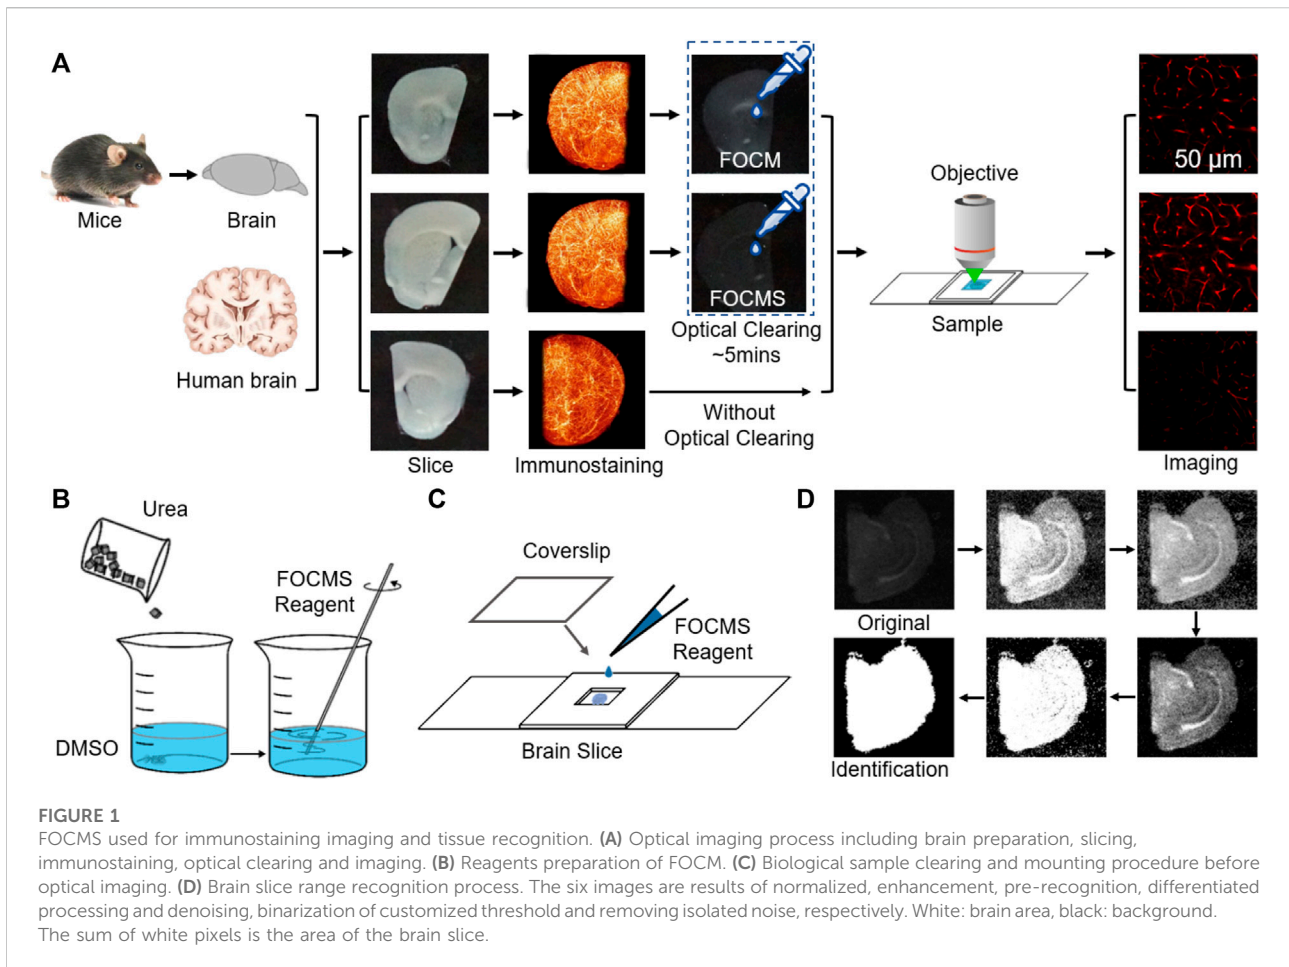 A
Mice
Brain
Human brain
Slice
Immunostaining
FOCM
FOCMS
Optical Clearing
~5mins
Without
Optical Clearing
Objective
Sample
50 μm
Imaging
B
Urea
FOCMS
Reagent
DMSO
C
Coverslip
FOCMS
Reagent
Brain Slice
D
Original
Identification
FIGURE 1
FOCMS used for immunostaining imaging and tissue recognition. (A) Optical imaging process including brain preparation, slicing,
immunostaining, optical clearing and imaging. (B) Reagents preparation of FOCM. (C) Biological sample clearing and mounting procedure before
optical imaging. (D) Brain slice range recognition process. The six images are results of normalized, enhancement, pre-recognition, differentiated
processing and denoising, binarization of customized threshold and removing isolated noise, respectively. White: brain area, black: background.
The sum of white pixels is the area of the brain slice.